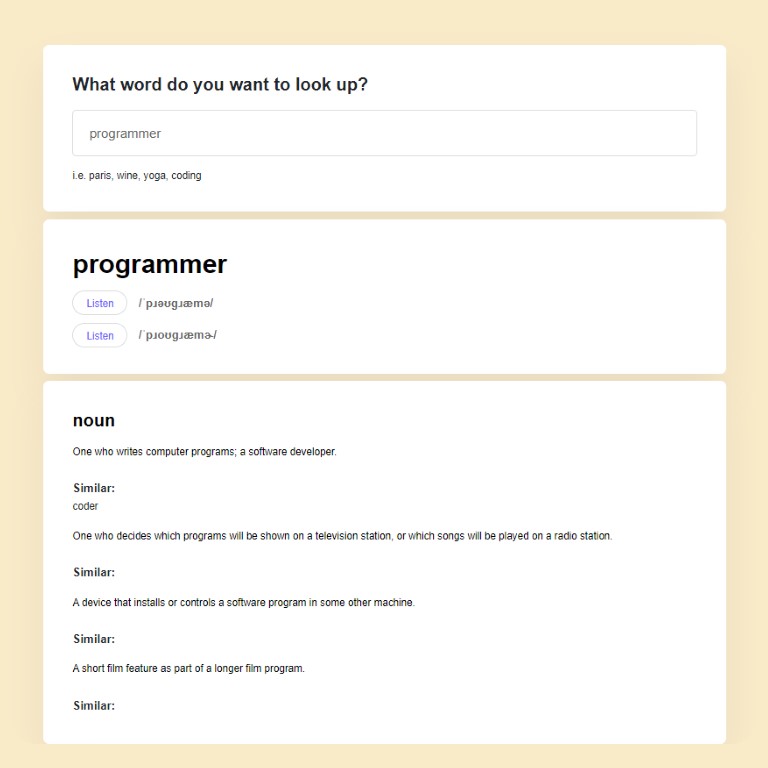 What word do you want to look up?
programmer
i.e. paris, wine, yoga, coding
programmer
Listen /ˈpɹəʊɡɹæmə/
Listen /ˈpɹoʊɡɹæmɚ/
noun
One who writes computer programs; a software developer.
Similar:
coder
One who decides which programs will be shown on a television station, or which songs will be played on a radio station.
Similar:
A device that installs or controls a software program in some other machine.
Similar:
A short film feature as part of a longer film program.
Similar: